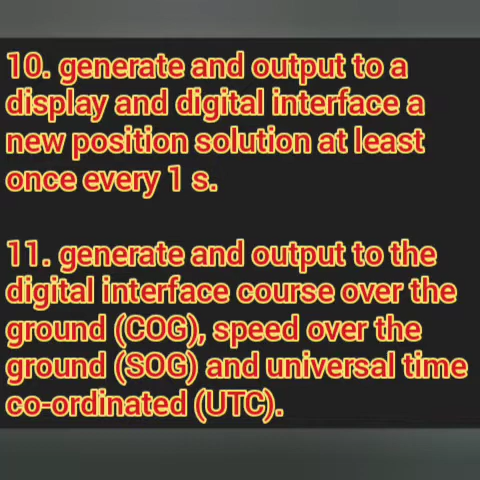 10. generate and output to a
display and digital interface a
new position solution at least
once every 1 s.
11. generate and output to the
digital interface course over the
ground (COG), speed over the
ground (SOG) and universal time
co-ordinated (UTC).